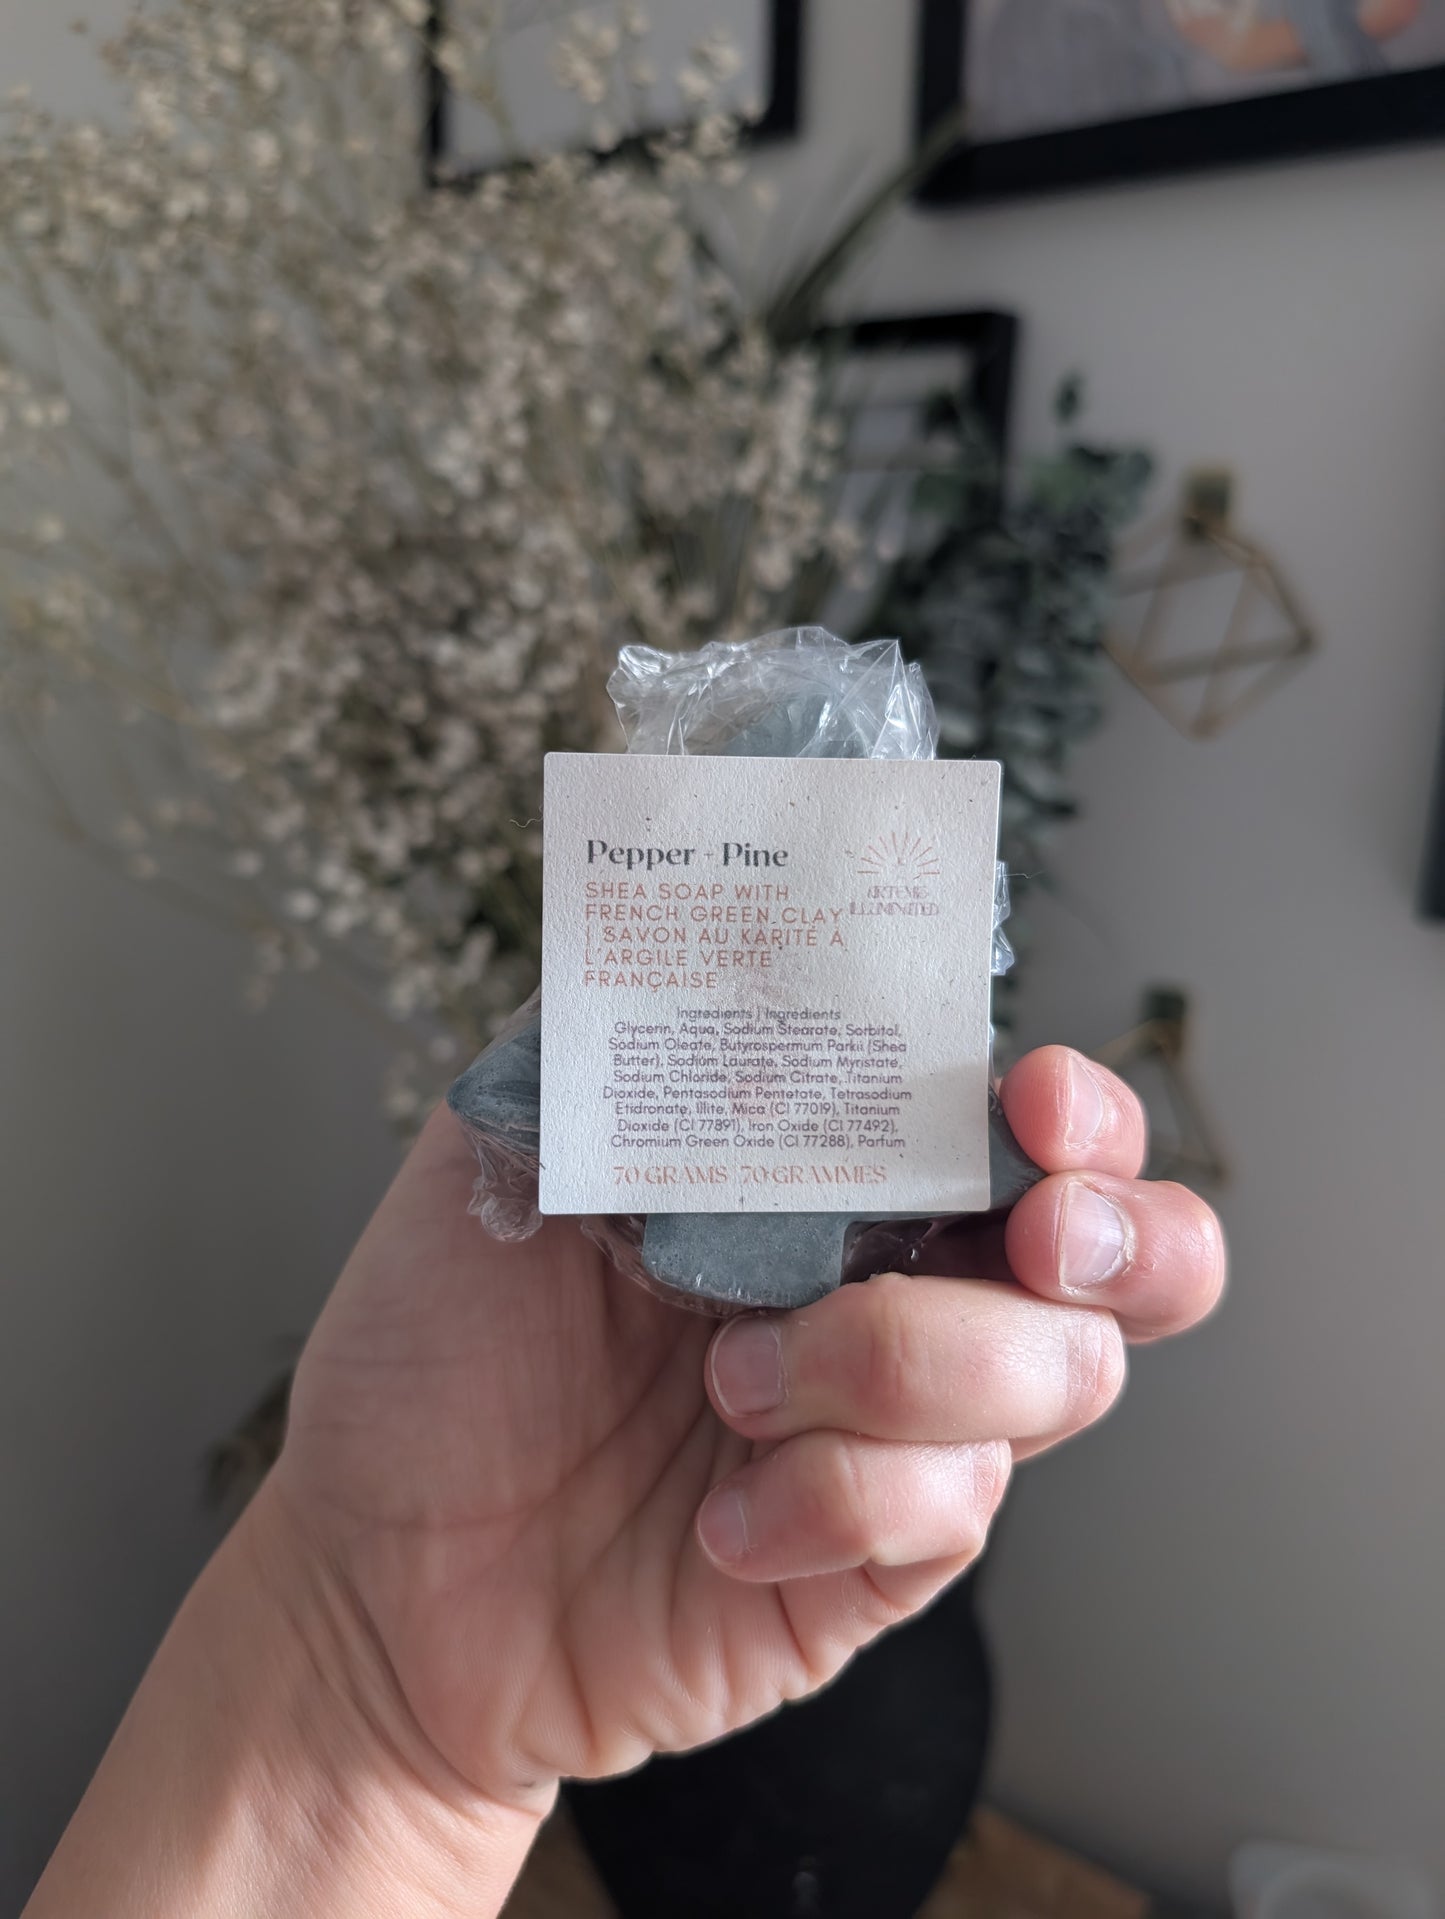 Pepper - Pine
SHEA SOAP WITH
FRENCH GREEN CLAY
| SAVON AU KARITÉ À
L'ARGILE VERTE
FRANÇAISE
ARTEMIS
ILLUMINATED
Ingredients | Ingrédients
Glycerin, Aqua, Sodium Stearate, Sorbitol,
Sodium Oleate, Butyrospermum Parkii (Shea
Butter), Sodium Laurate, Sodium Myristate,
Sodium Chloride, Sodium Citrate, Titanium
Dioxide, Pentasodium Pentetate, Tetrasodium
Etidronate, Illite, Mica (CI 77019), Titanium
Dioxide (CI 77891), Iron Oxide (CI 77492),
Chromium Green Oxide (CI 77288), Parfum
70 GRAMS 70 GRAMMES